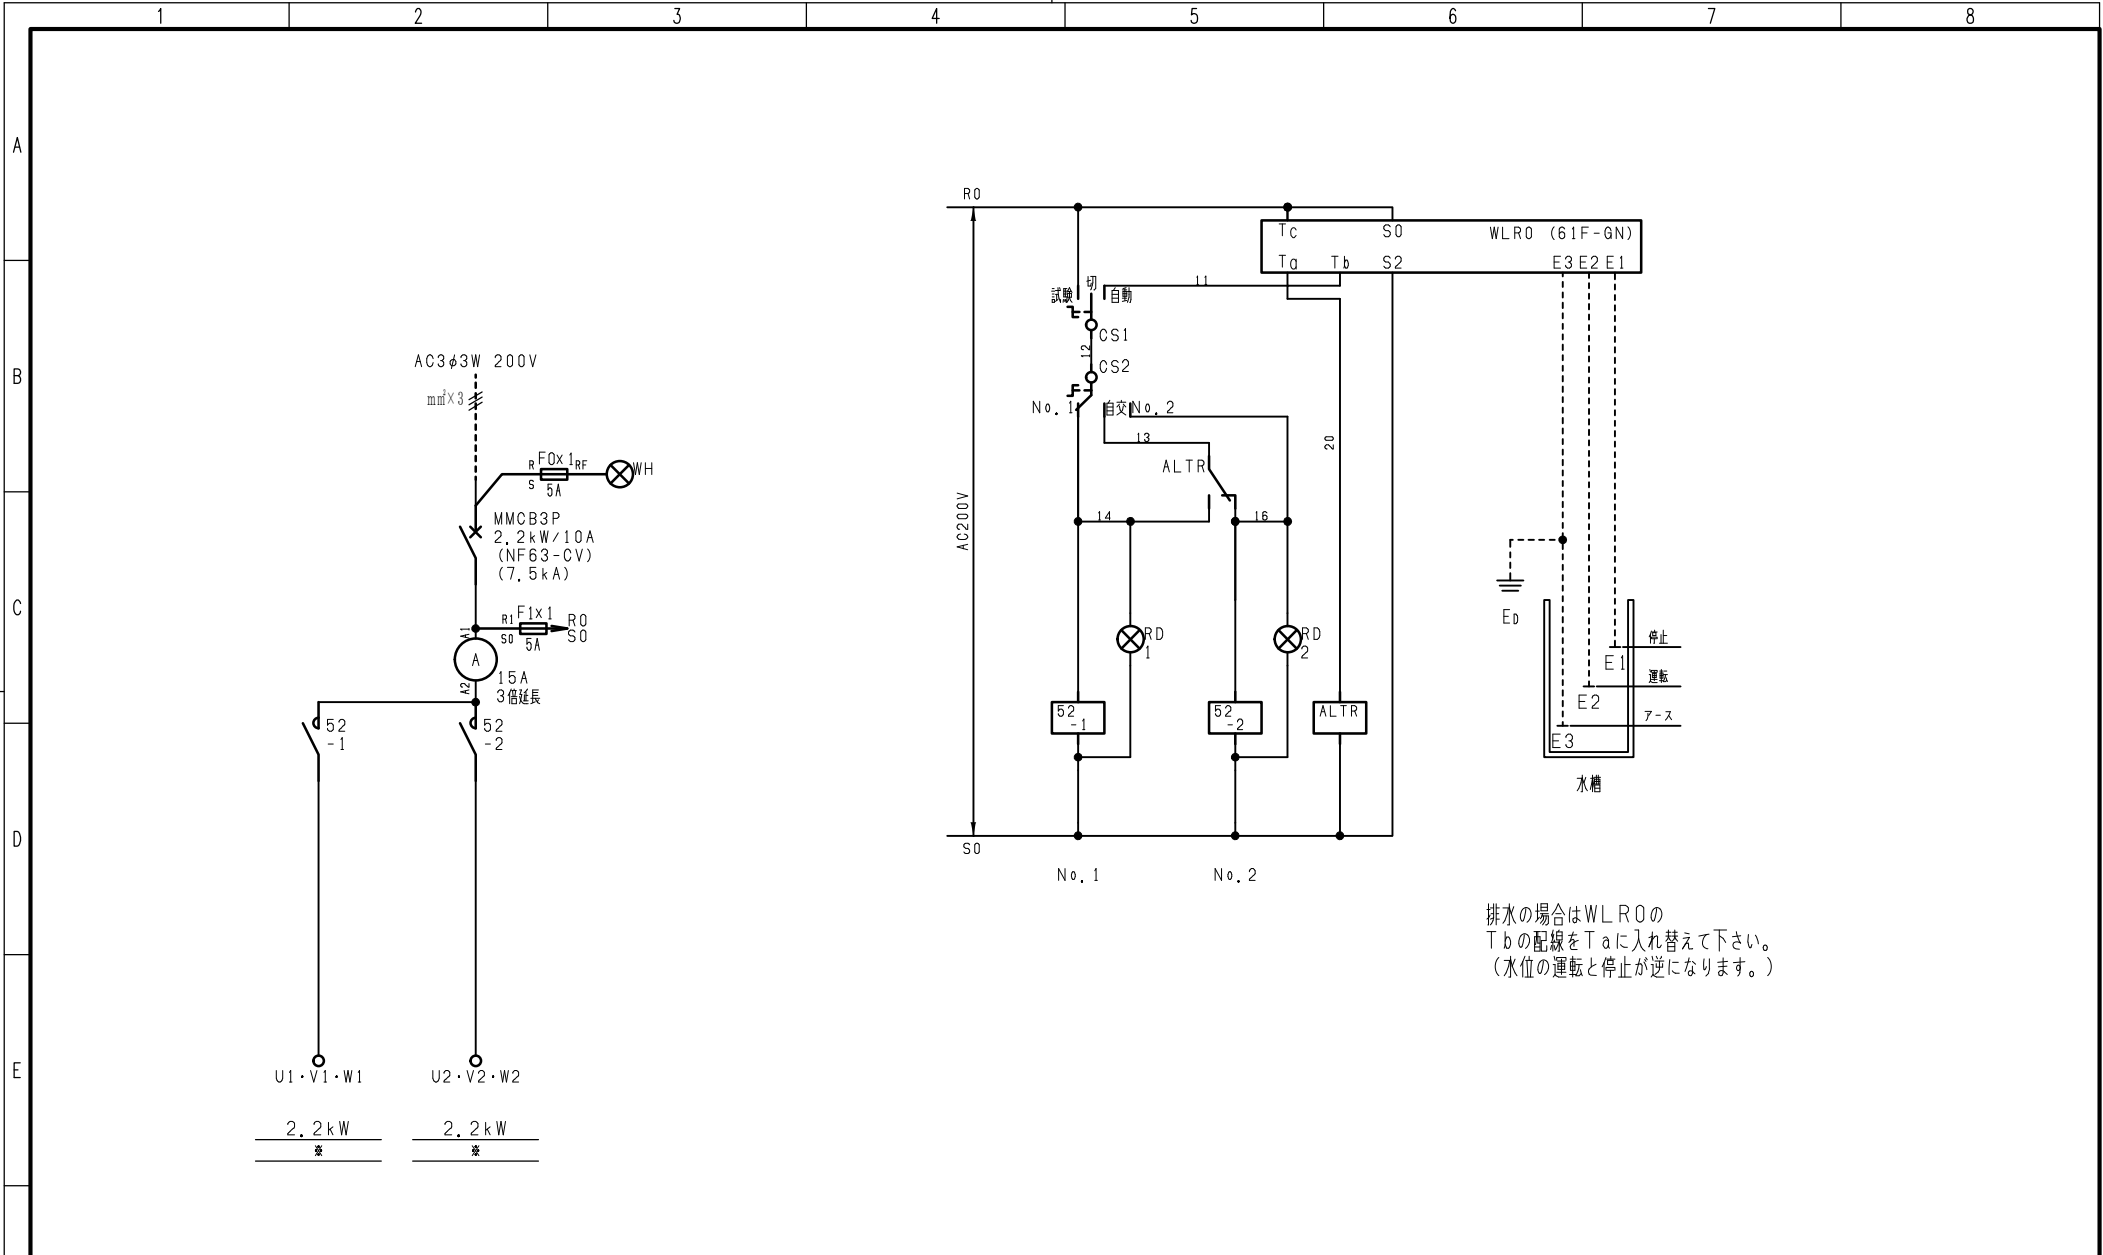 1 2 3 4 5 6 7 8
A
B
C
D
E
AC3φ3W 200V
mm²×3
R
F0×1
RF
S
5A
WH
MMCB3P
2.2kW/10A
(NF63-CV)
(7.5kA)
A1
R1
F1×1
R0
S0
5A
S0
A
A2
15A
3倍延長
52
-1
52
-2
U1・V1・W1
U2・V2・W2
2.2kW
※
2.2kW
※
R0
AC200V
S0
Tc
S0
WLR0 (61F-GN)
Ta
Tb
S2
E3 E2 E1
試験
切
自動
11
CS1
12
CS2
No.1
自交
No.2
13
20
ALTR
14
16
RD
1
RD
2
52
-1
52
-2
ALTR
No.1
No.2
ED
停止
E1
運転
E2
アース
E3
水槽
排水の場合はWLR0の
Tbの配線をTaに入れ替えて下さい。
(水位の運転と停止が逆になります。)